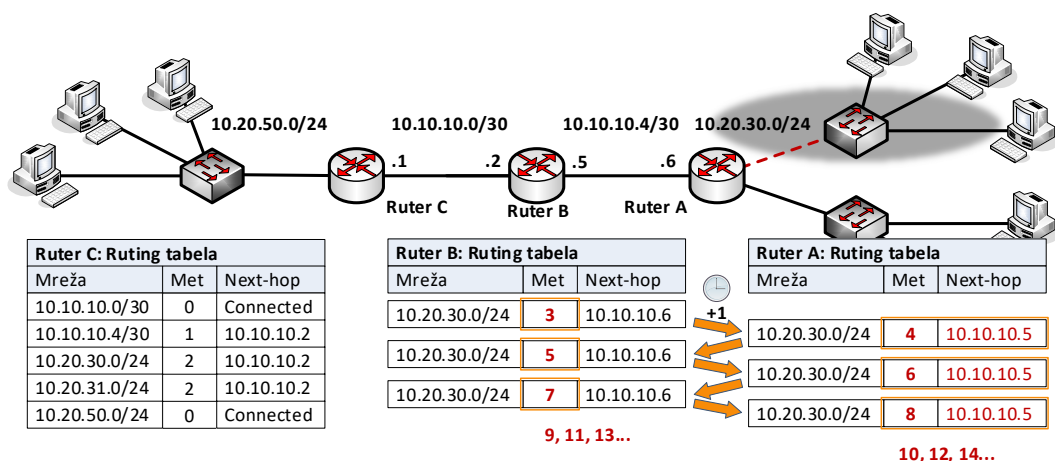 10.20.50.0/24 10.10.10.0/30 10.10.10.4/30 10.20.30.0/24
.1 .2 .5 .6
Ruter C Ruter B Ruter A
Ruter C: Ruting tabela
Mreža Met Next-hop
10.10.10.0/30 0 Connected
10.10.10.4/30 1 10.10.10.2
10.20.30.0/24 2 10.10.10.2
10.20.31.0/24 2 10.10.10.2
10.20.50.0/24 0 Connected
Ruter B: Ruting tabela
Mreža Met Next-hop
10.20.30.0/24 3 10.10.10.6
10.20.30.0/24 5 10.10.10.6
10.20.30.0/24 7 10.10.10.6
9, 11, 13...
+1
Ruter A: Ruting tabela
Mreža Met Next-hop
10.20.30.0/24 4 10.10.10.5
10.20.30.0/24 6 10.10.10.5
10.20.30.0/24 8 10.10.10.5
10, 12, 14...